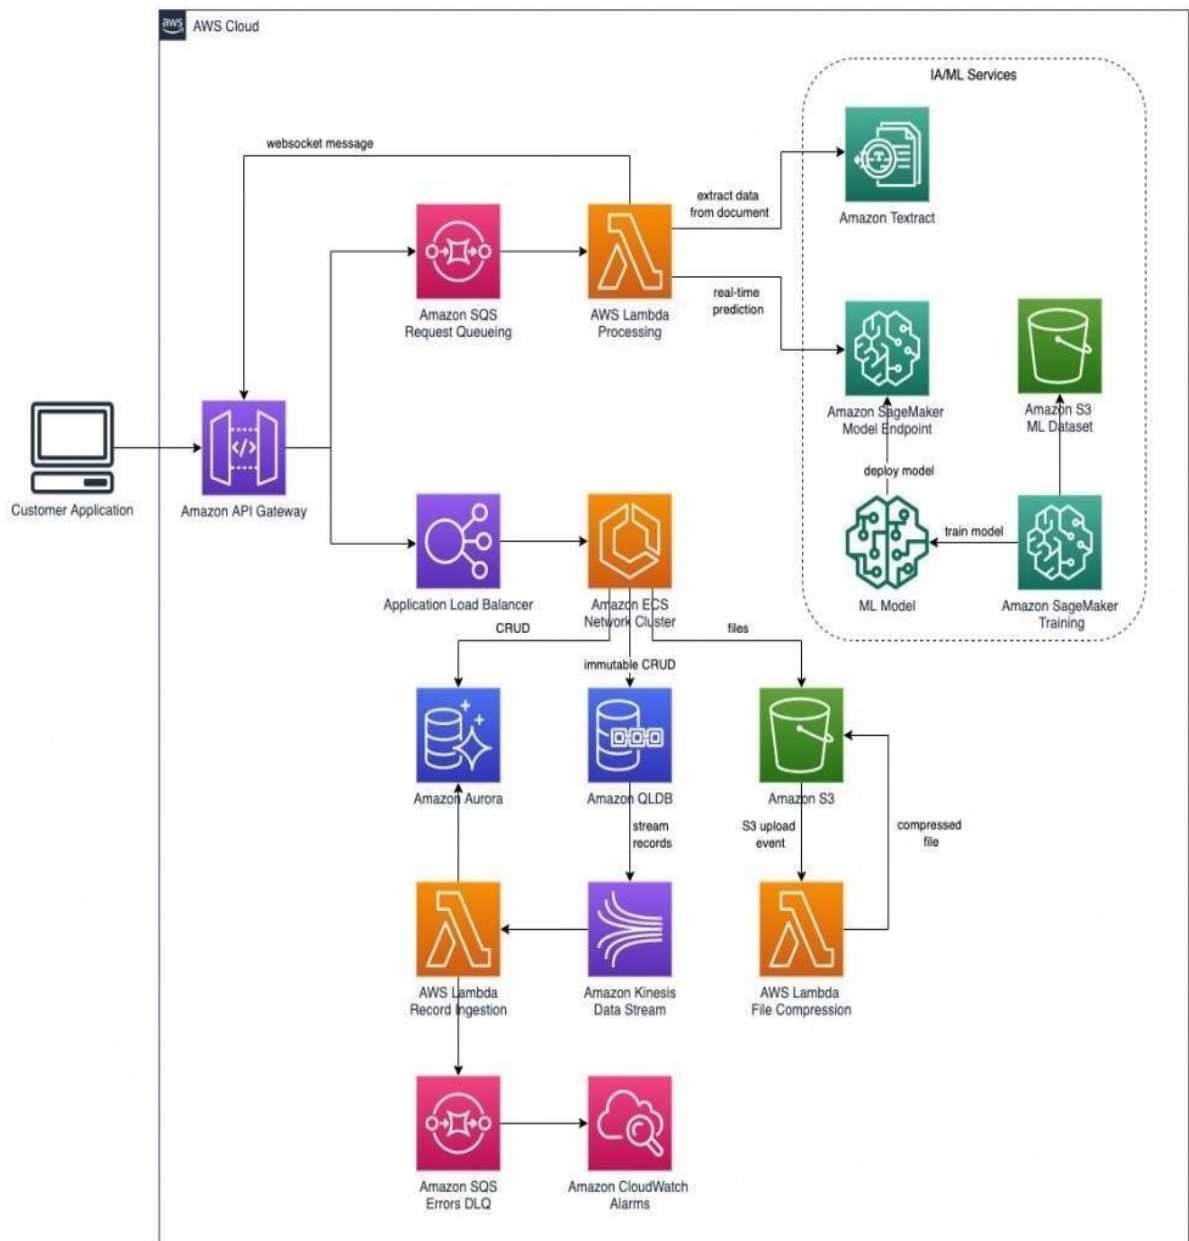 aws
AWS Cloud
IA/ML Services
websocket message
extract data
from document
Amazon Textract
real-time
prediction
Amazon SQS
Request Queueing
AWS Lambda
Processing
Amazon SageMaker
Model Endpoint
Amazon S3
ML Dataset
deploy model
Customer Application
</>
Amazon API Gateway
train model
Application Load Balancer
Amazon ECS
Network Cluster
ML Model
Amazon SageMaker
Training
CRUD
immutable CRUD
files
Amazon Aurora
Amazon QLDB
Amazon S3
stream
records
S3 upload
event
compressed
file
AWS Lambda
Record Ingestion
Amazon Kinesis
Data Stream
AWS Lambda
File Compression
Amazon SQS
Errors DLQ
Amazon CloudWatch
Alarms